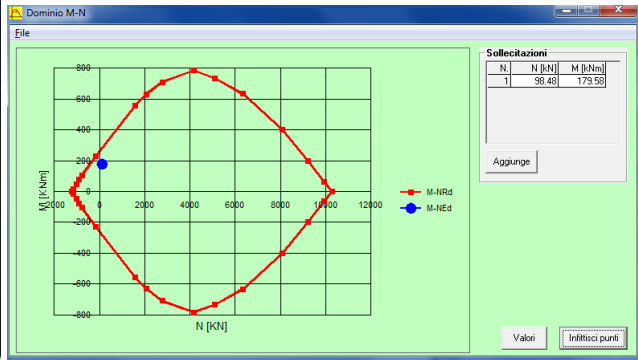 Dominio M-N
File
Sollecitazioni
N. N [kN] M [kNm]
1 98.48 179.58
Aggiunge
800
600
400
200
0
-200
-400
-600
-800
M [KNm]
2000 0 2000 4000 6000 8000 10000 12000
N [KN]
M-NRd
M-NEd
Valori
Infittisci punti